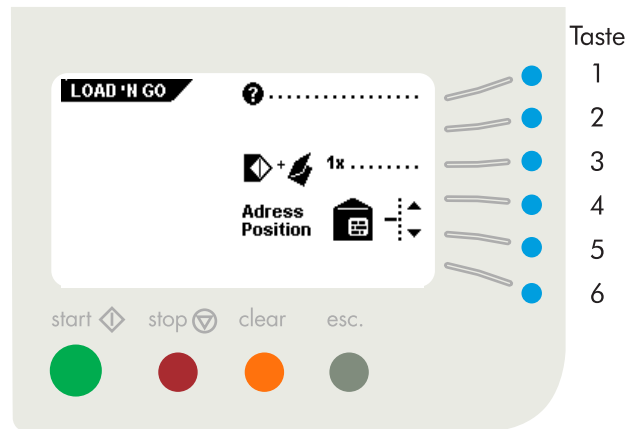 Taste
LOAD 'N GO
? 1
2
+ 1x 3
Adress 4
Position 5
6
start stop clear esc.